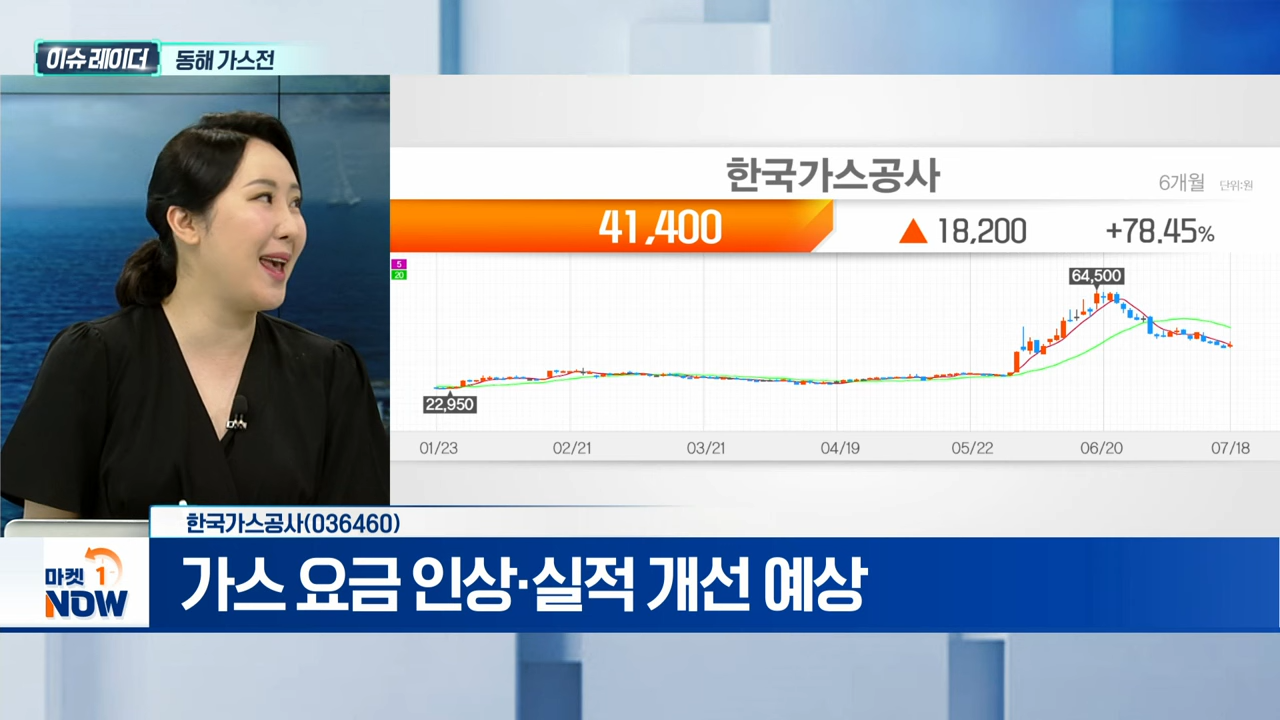 이슈 레이더 동해 가스전
한국가스공사
6개월 단위:원
41,400 ▲ 18,200 +78.45%
5
20
64,500
22,950
01/23 02/21 03/21 04/19 05/22 06/20 07/18
한국가스공사(036460)
마켓 1
NOW
가스 요금 인상·실적 개선 예상